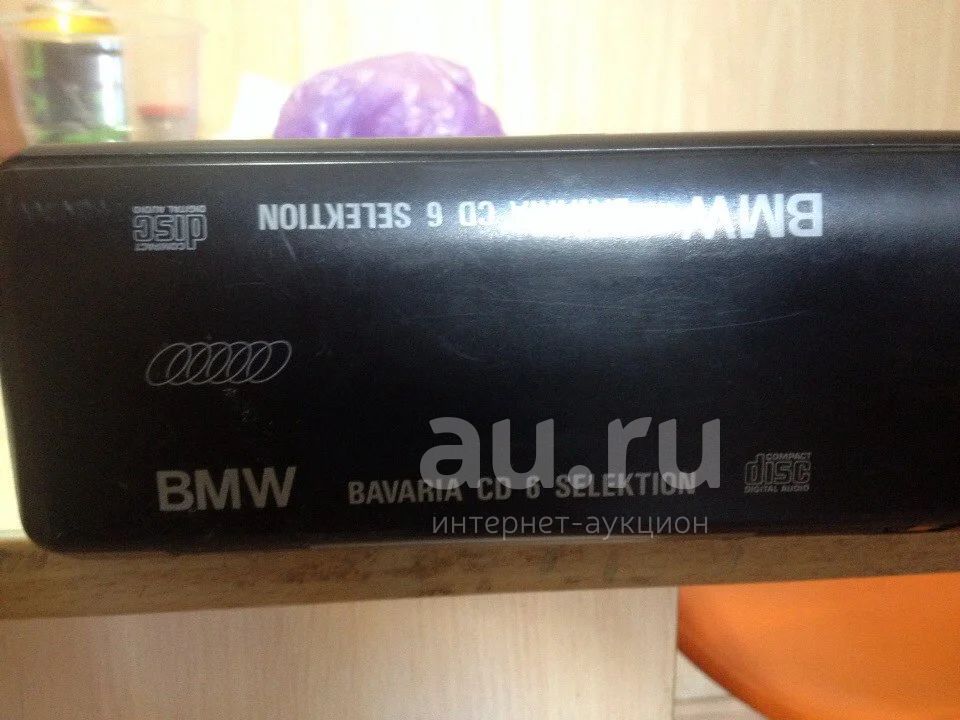 BMW CD 6 SELEKTION
COMPACT disc DIGITAL AUDIO
au.ru
интернет-аукцион
BMW BAVARIA CD 6 SELEKTION
COMPACT disc DIGITAL AUDIO